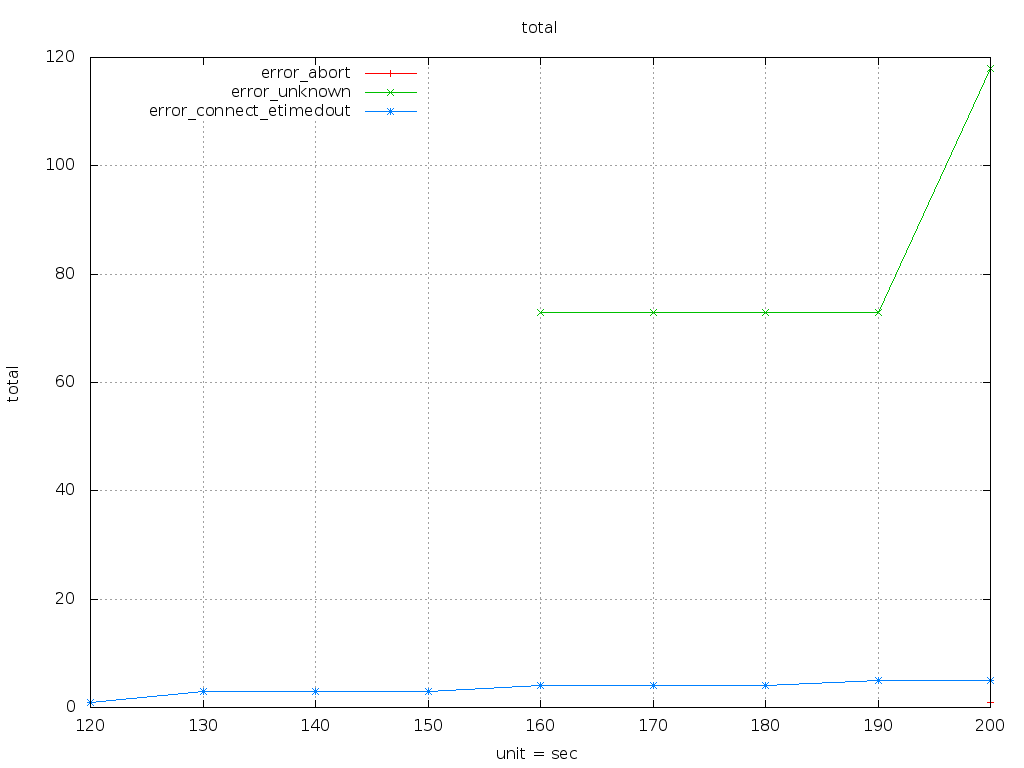 total
120
error_abort
error_unknown
error_connect_etimedout
100
80
60
40
20
0
total
120 130 140 150 160 170 180 190 200
unit = sec